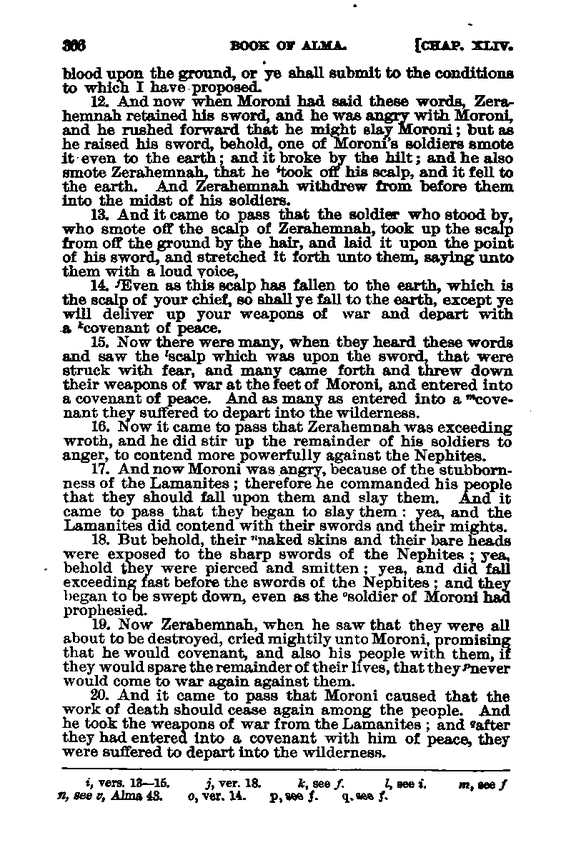 366 BOOK OF ALMA. [CHAP. XLIV.
blood upon the ground, or ye shall submit to the conditions
to which I have proposed.
12. And now when Moroni had said these words, Zera-
hemnah retained his sword, and he was angry with Moroni,
and he rushed forward that he might slay Moroni; but as
he raised his sword, behold, one of Moroni's soldiers smote
it even to the earth; and it broke by the hilt; and he also
smote Zerahemnah, that he ⁱtook off his scalp, and it fell to
the earth. And Zerahemnah withdrew from before them
into the midst of his soldiers.
13. And it came to pass that the soldier who stood by,
who smote off the scalp of Zerahemnah, took up the scalp
from off the ground by the hair, and laid it upon the point
of his sword, and stretched it forth unto them, saying unto
them with a loud voice,
14. ʲEven as this scalp has fallen to the earth, which is
the scalp of your chief, so shall ye fall to the earth, except ye
will deliver up your weapons of war and depart with
a ᵏcovenant of peace.
15. Now there were many, when they heard these words
and saw the ˡscalp which was upon the sword, that were
struck with fear, and many came forth and threw down
their weapons of war at the feet of Moroni, and entered into
a covenant of peace. And as many as entered into a ᵐcove-
nant they suffered to depart into the wilderness.
16. Now it came to pass that Zerahemnah was exceeding
wroth, and he did stir up the remainder of his soldiers to
anger, to contend more powerfully against the Nephites.
17. And now Moroni was angry, because of the stubborn-
ness of the Lamanites; therefore he commanded his people
that they should fall upon them and slay them. And it
came to pass that they began to slay them: yea, and the
Lamanites did contend with their swords and their mights.
18. But behold, their ⁿnaked skins and their bare heads
were exposed to the sharp swords of the Nephites; yea,
behold they were pierced and smitten; yea, and did fall
exceeding fast before the swords of the Nephites; and they
began to be swept down, even as the ᵒsoldier of Moroni had
prophesied.
19. Now Zerahemnah, when he saw that they were all
about to be destroyed, cried mightily unto Moroni, promising
that he would covenant, and also his people with them, if
they would spare the remainder of their lives, that they ᵖnever
would come to war again against them.
20. And it came to pass that Moroni caused that the
work of death should cease again among the people. And
he took the weapons of war from the Lamanites; and qafter
they had entered into a covenant with him of peace, they
were suffered to depart into the wilderness.
i, vers. 13—15. j, ver. 18. k, see f. l, see i. m, see f
n, see v, Alma 43. o, ver. 14. p, see f. q, see f.